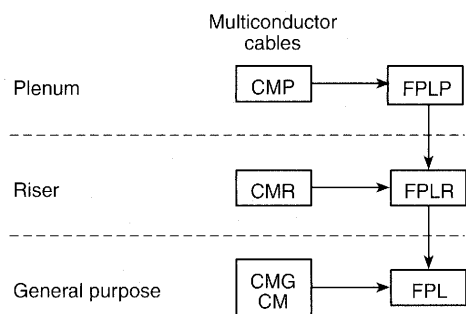 Multiconductor
cables
Plenum CMP FPLP
Riser CMR FPLR
General purpose CMG
CM FPL